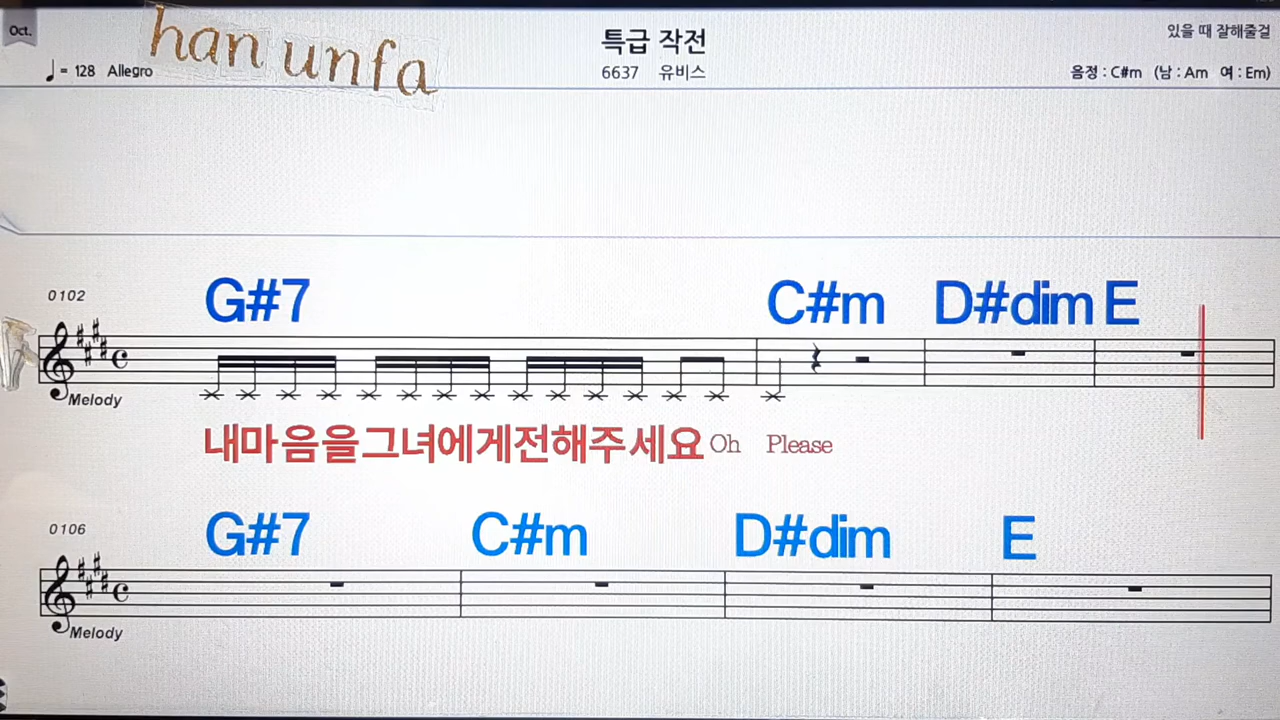 Oct.
han unfa
♩= 128 Allegro
특급 작전
6637 유비스
있을 때 잘해줄걸
음정 : C#m (남 : Am 여 : Em)
0102
G#7 C#m D#dim E
Melody
내마음을그녀에게전해주세요 Oh Please
0106
G#7 C#m D#dim E
Melody